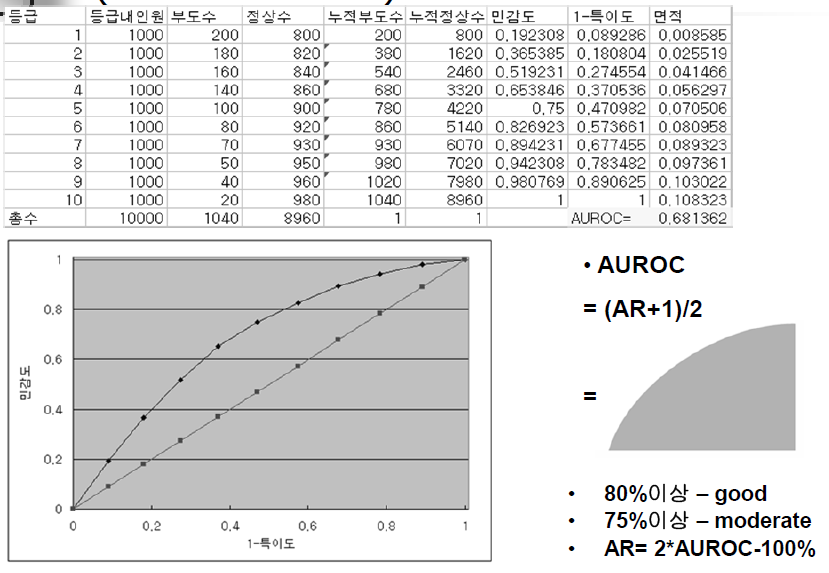 등급 등급내인원 부도수 정상수 누적부도수 누적정상수 민감도 1-특이도 면적
1 1000 200 800 200 800 0.192308 0.089286 0.008585
2 1000 180 820 380 1620 0.365385 0.180804 0.025519
3 1000 160 840 540 2460 0.519231 0.274554 0.041466
4 1000 140 860 680 3320 0.653846 0.370536 0.056297
5 1000 100 900 780 4220 0.75 0.470982 0.070506
6 1000 80 920 860 5140 0.826923 0.573661 0.080958
7 1000 70 930 930 6070 0.894231 0.677455 0.089323
8 1000 50 950 980 7020 0.942308 0.783482 0.097361
9 1000 40 960 1020 7980 0.980769 0.890625 0.103022
10 1000 20 980 1040 8960 1 1 0.108323
총수 10000 1040 8960 1 1 AUROC= 0.681362
1
0.8
0.6
0.4
0.2
0
민감도
0 0.2 0.4 0.6 0.8 1
1-특이도
• AUROC
= (AR+1)/2
=
• 80%이상 – good
• 75%이상 – moderate
• AR= 2*AUROC-100%